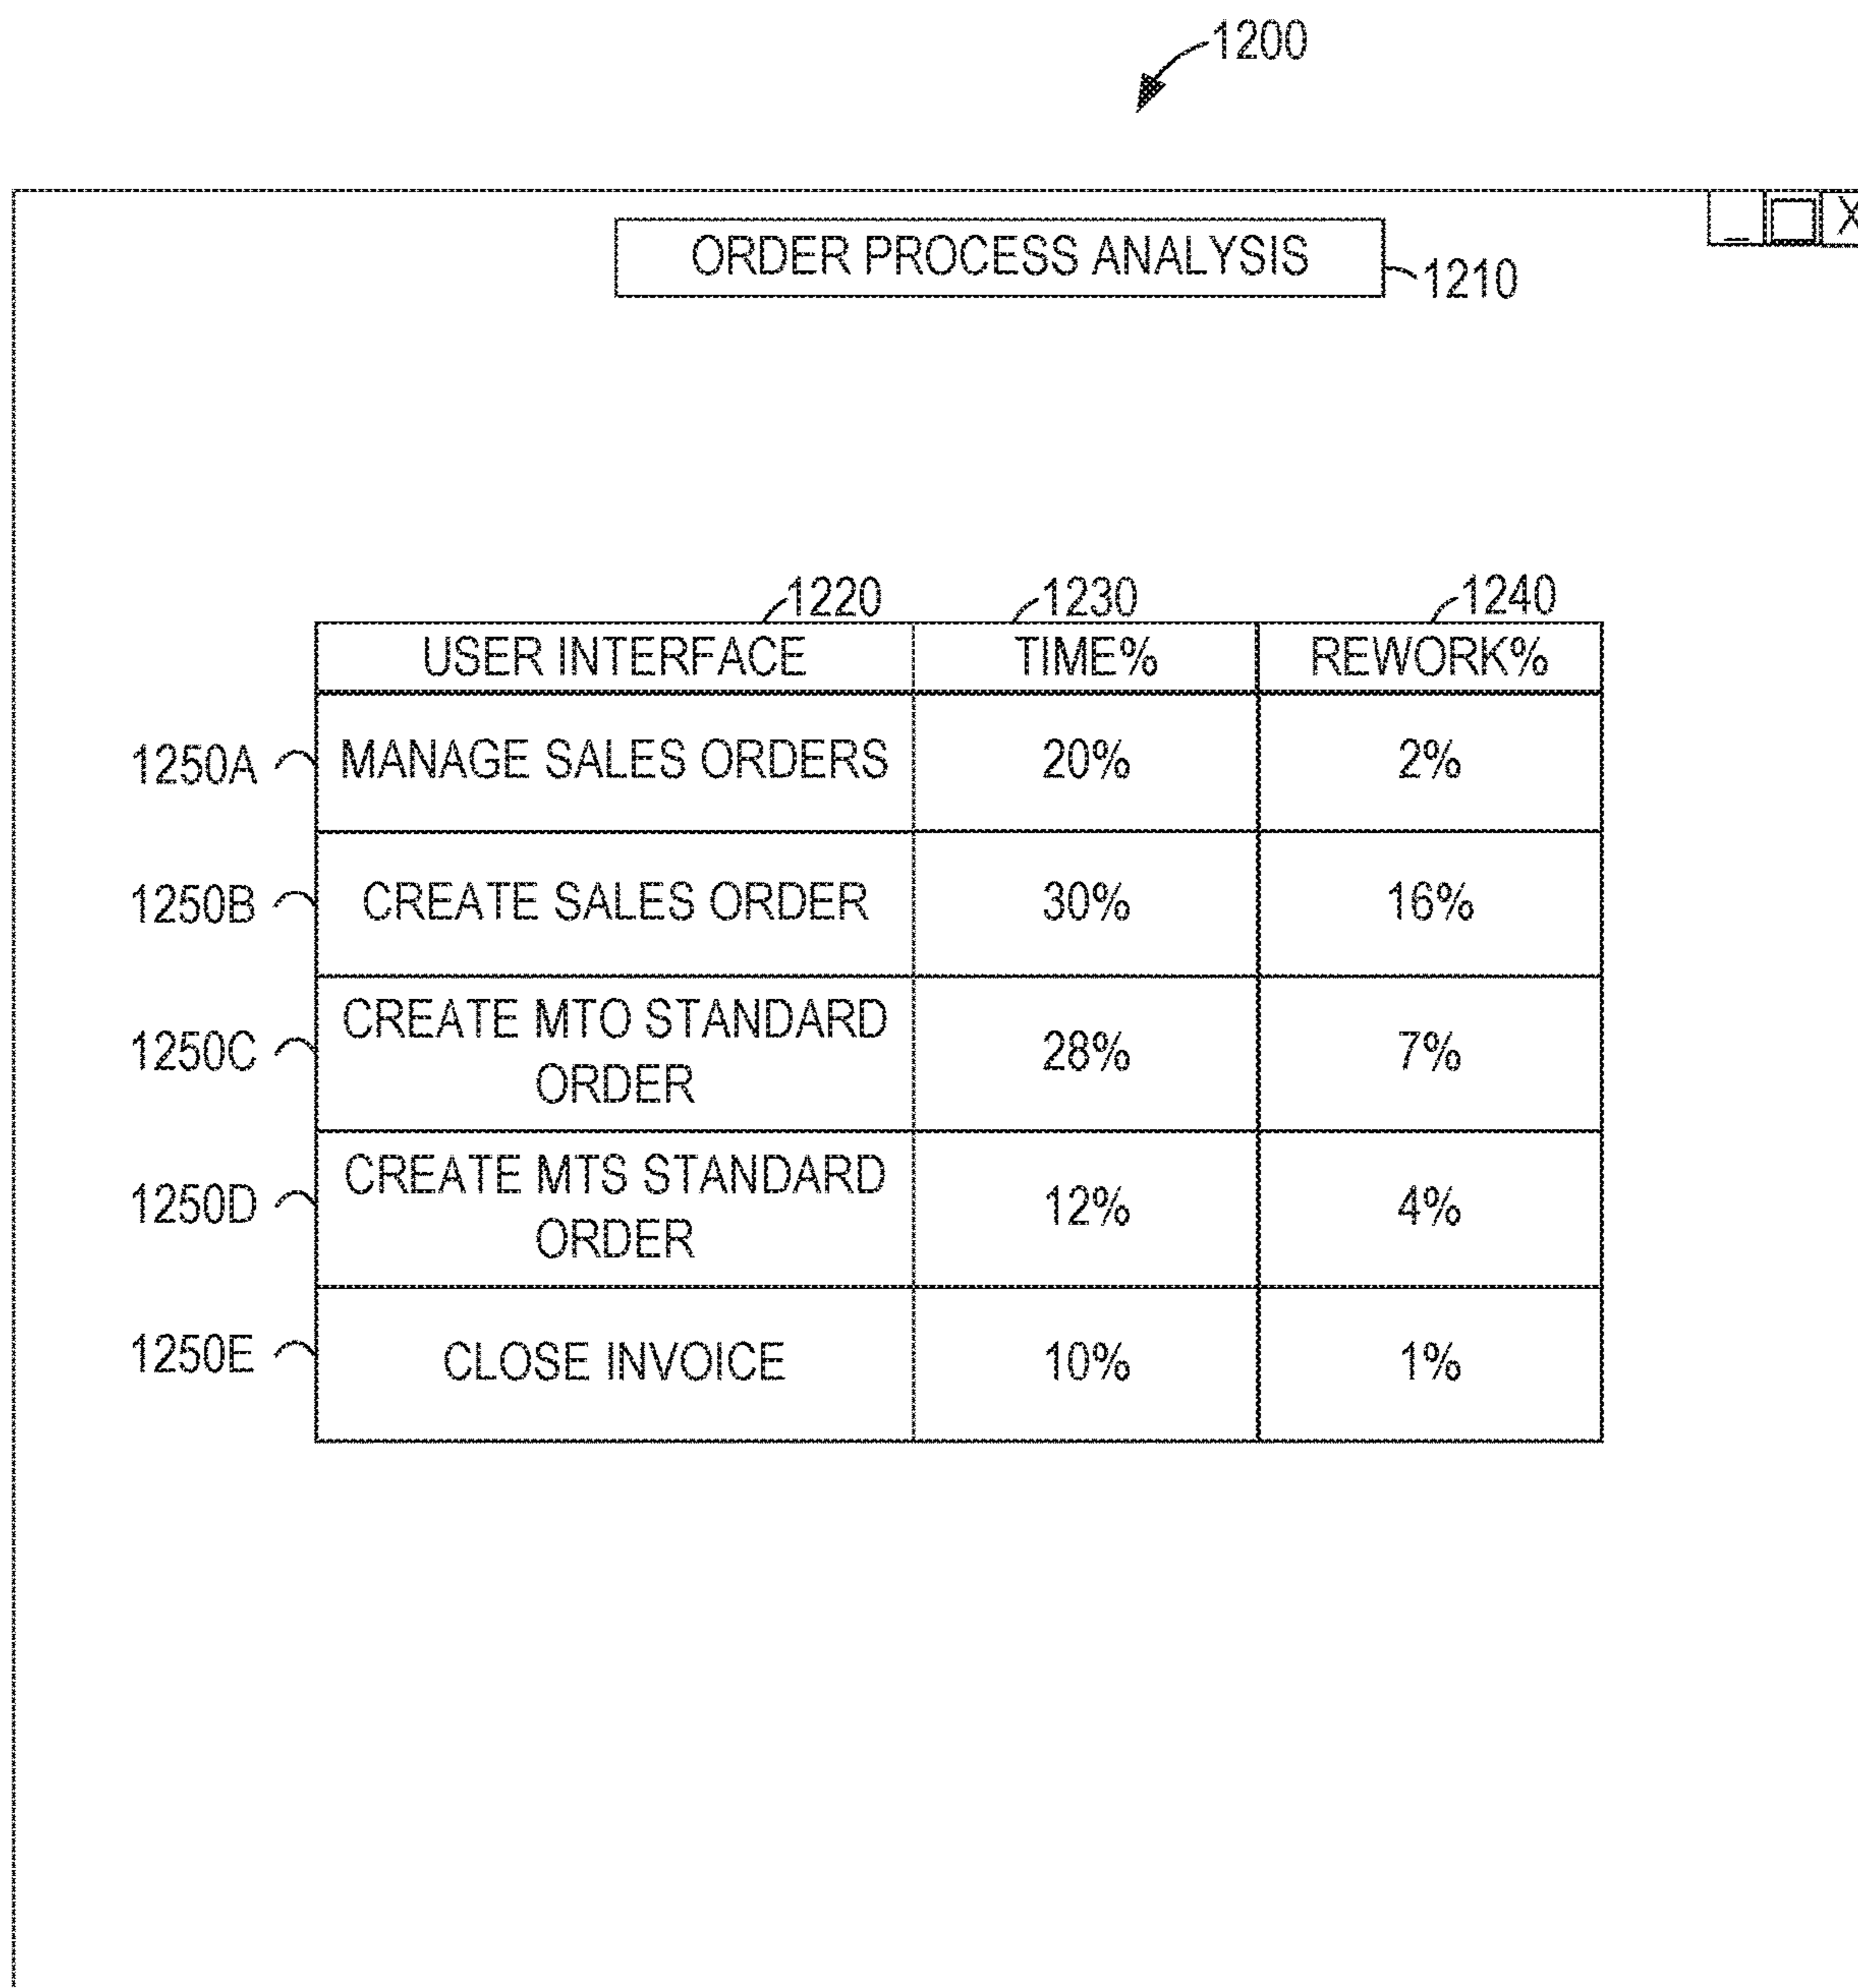 1200
_ X
ORDER PROCESS ANALYSIS
1210
1220 1230 1240
USER INTERFACE TIME% REWORK%
1250A MANAGE SALES ORDERS 20% 2%
1250B CREATE SALES ORDER 30% 16%
1250C CREATE MTO STANDARD ORDER 28% 7%
1250D CREATE MTS STANDARD ORDER 12% 4%
1250E CLOSE INVOICE 10% 1%